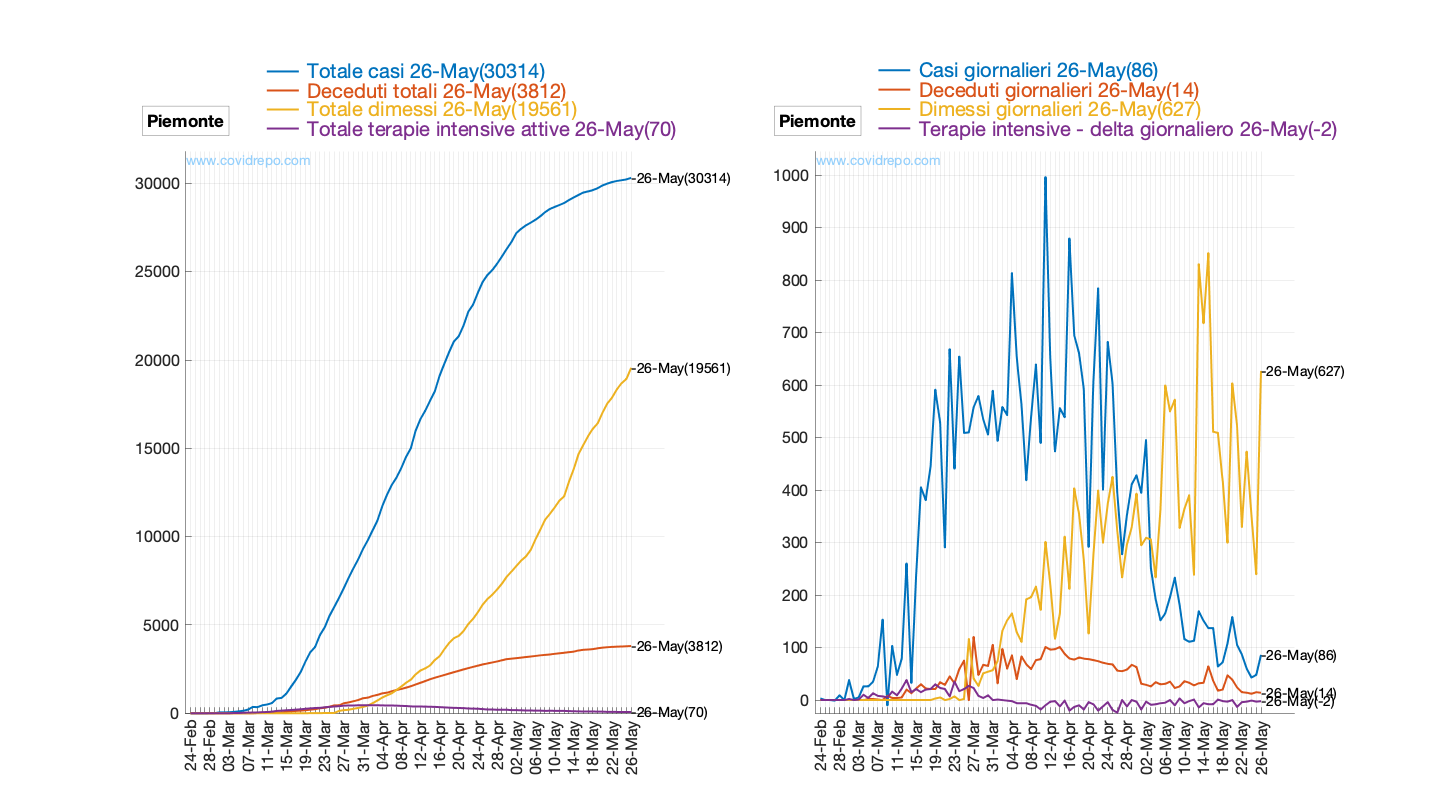 Totale casi 26-May(30314)
Deceduti totali 26-May(3812)
Totale dimessi 26-May(19561)
Totale terapie intensive attive 26-May(70)
Piemonte
www.covidrepo.com
30000
25000
20000
15000
10000
5000
0
26-May(30314)
26-May(19561)
26-May(3812)
26-May(70)
24-Feb
28-Feb
03-Mar
07-Mar
11-Mar
15-Mar
19-Mar
23-Mar
27-Mar
31-Mar
04-Apr
08-Apr
12-Apr
16-Apr
20-Apr
24-Apr
28-Apr
02-May
06-May
10-May
14-May
18-May
22-May
26-May
Casi giornalieri 26-May(86)
Deceduti giornalieri 26-May(14)
Dimessi giornalieri 26-May(627)
Terapie intensive - delta giornaliero 26-May(-2)
Piemonte
www.covidrepo.com
1000
900
800
700
600
500
400
300
200
100
0
26-May(627)
26-May(86)
26-May(14)
26-May(-2)
24-Feb
28-Feb
03-Mar
07-Mar
11-Mar
15-Mar
19-Mar
23-Mar
27-Mar
31-Mar
04-Apr
08-Apr
12-Apr
16-Apr
20-Apr
24-Apr
28-Apr
02-May
06-May
10-May
14-May
18-May
22-May
26-May